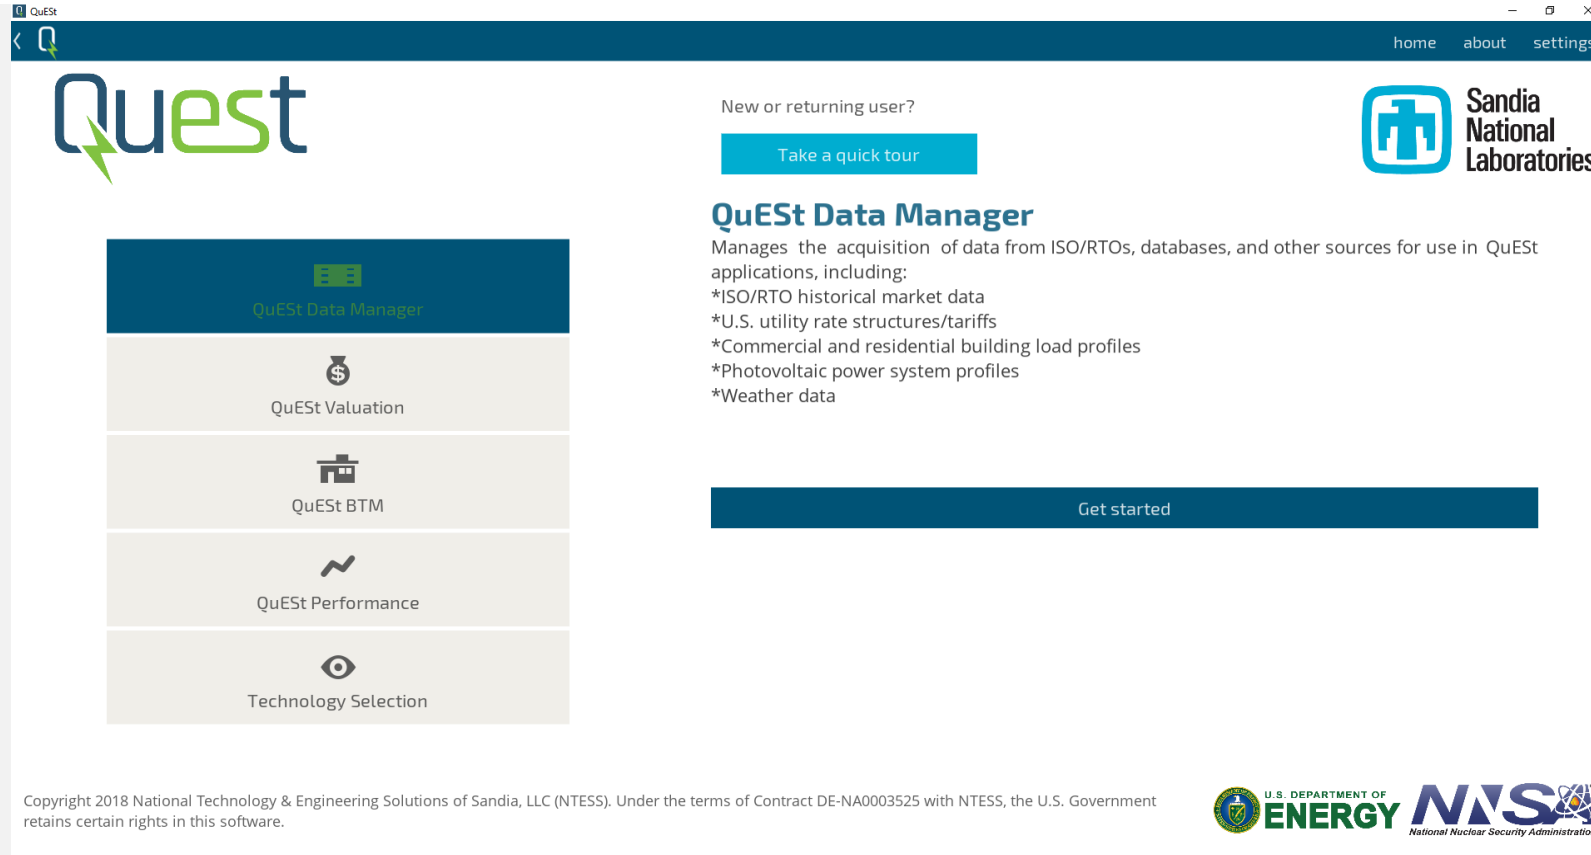 QuESt
home about settings
Quest
New or returning user?
Take a quick tour
Sandia
National
Laboratories
QuESt Data Manager
Manages the acquisition of data from ISO/RTOs, databases, and other sources for use in QuESt
applications, including:
*ISO/RTO historical market data
*U.S. utility rate structures/tariffs
*Commercial and residential building load profiles
*Photovoltaic power system profiles
*Weather data
Get started
QuESt Data Manager
QuESt Valuation
QuESt BTM
QuESt Performance
Technology Selection
Copyright 2018 National Technology & Engineering Solutions of Sandia, LLC (NTESS). Under the terms of Contract DE-NA0003525 with NTESS, the U.S. Government
retains certain rights in this software.
U.S. DEPARTMENT OF
ENERGY
NNSA
National Nuclear Security Administration